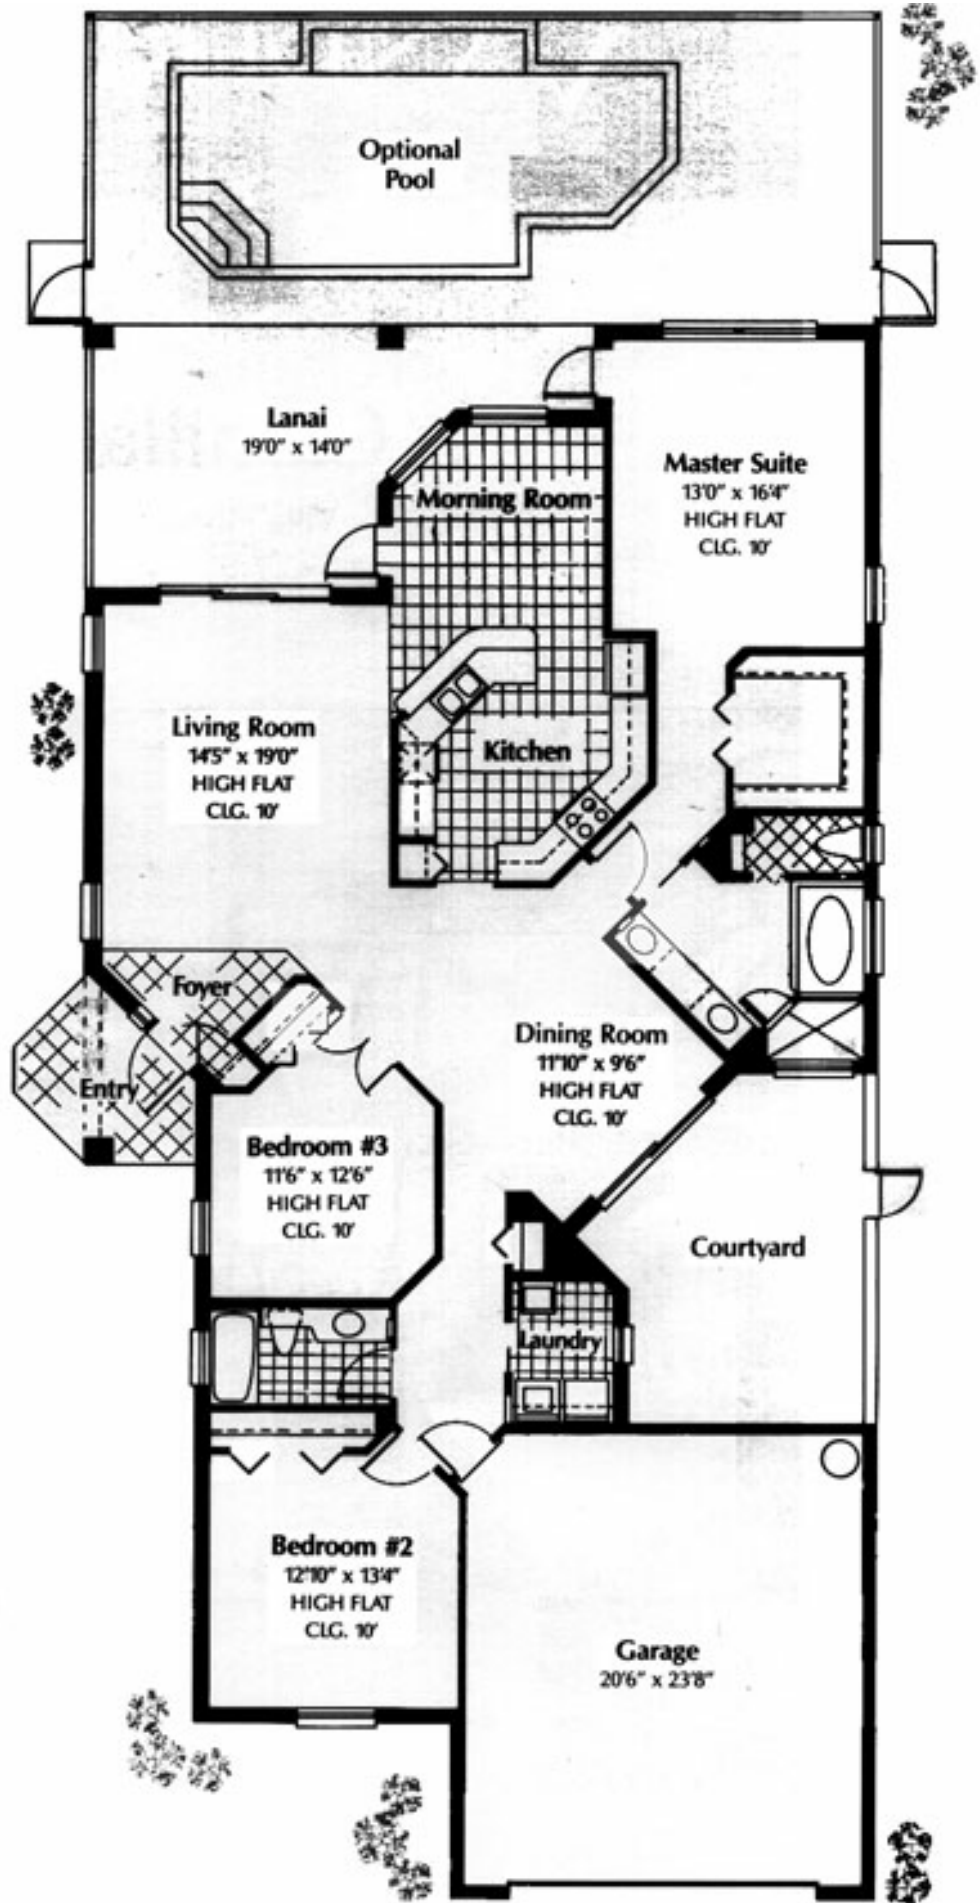 Optional
Pool
Lanai
19'0" x 14'0"
Morning Room
Master Suite
13'0" x 16'4"
HIGH FLAT
CLG. 10'
Living Room
14'5" x 19'0"
HIGH FLAT
CLG. 10'
Kitchen
Foyer
Entry
Dining Room
11'10" x 9'6"
HIGH FLAT
CLG. 10'
Bedroom #3
11'6" x 12'6"
HIGH FLAT
CLG. 10'
Courtyard
Laundry
Bedroom #2
12'10" x 13'4"
HIGH FLAT
CLG. 10'
Garage
20'6" x 23'8"